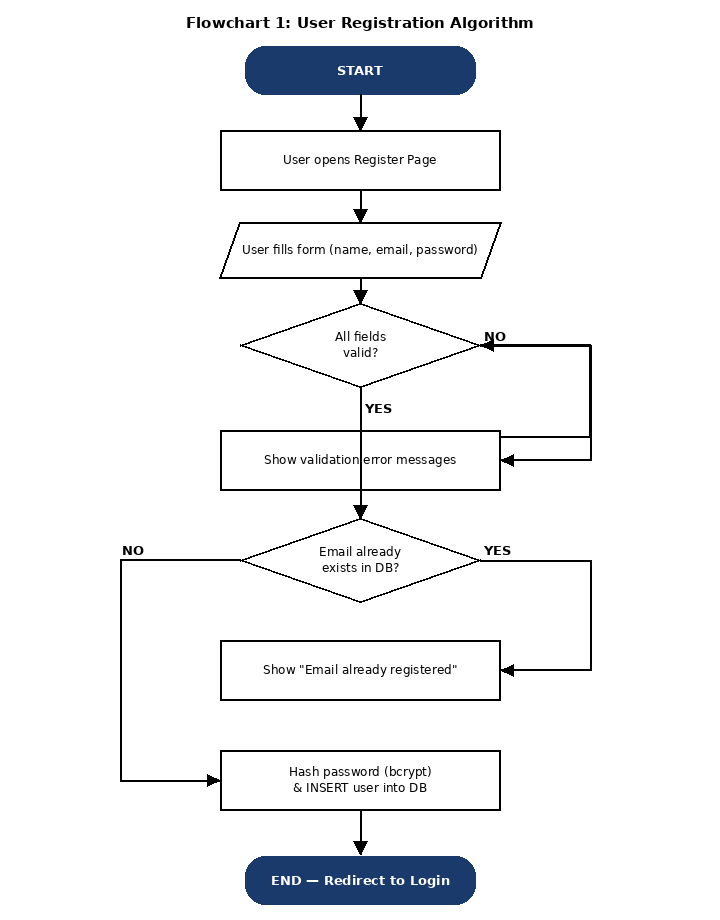 Flowchart 1: User Registration Algorithm
START
User opens Register Page
User fills form (name, email, password)
All fields
valid?
NO
YES
Show validation error messages
NO
Email already
exists in DB?
YES
Show "Email already registered"
Hash password (bcrypt)
& INSERT user into DB
END — Redirect to Login